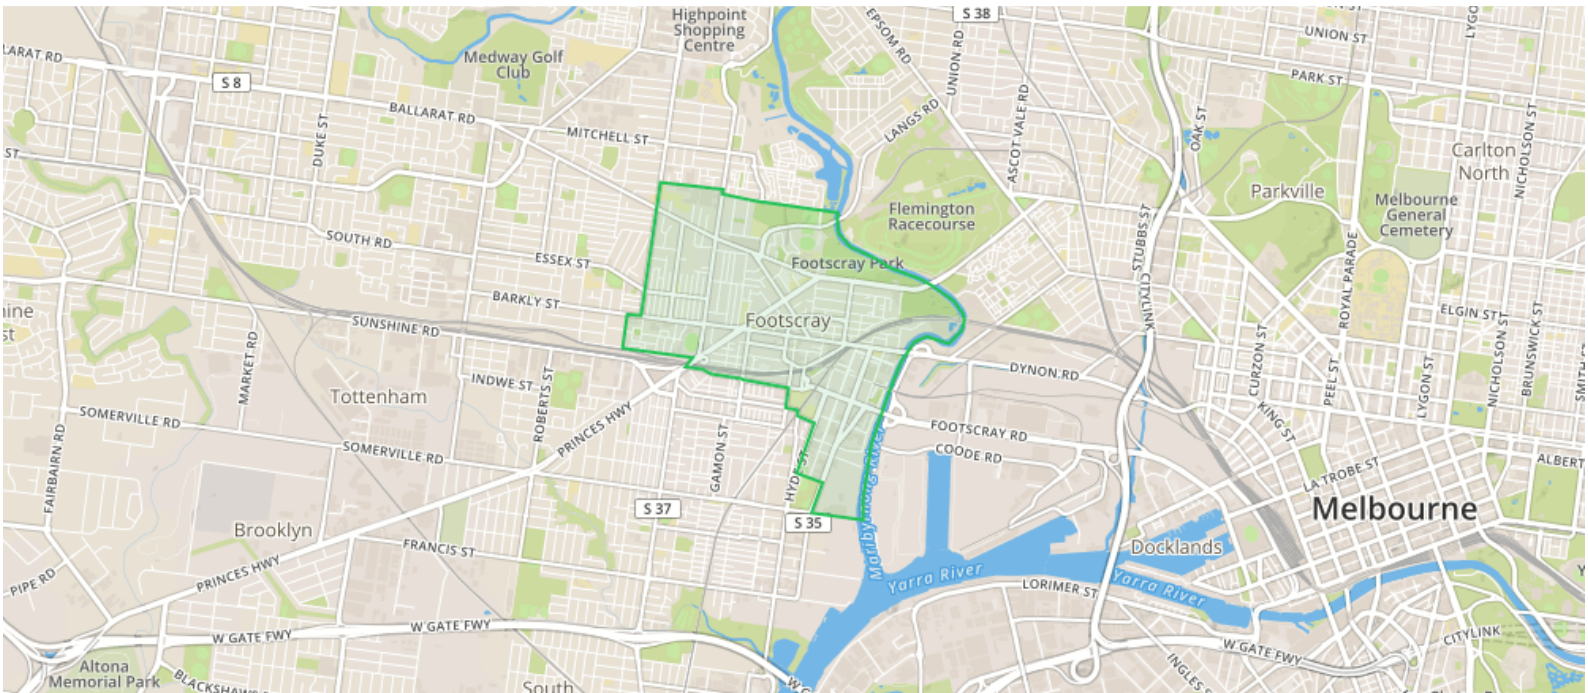 Highpoint
Shopping
Centre
S 38
EPSOM RD
UNION RD
UNION ST
LARAT RD
Medway Golf
Club
S 8
PARK ST
BALLARAT RD
LANGS RD
ASCOT VALE RD
OAK ST
NICHOLSON ST
DUKE ST
MITCHELL ST
ST
Carlton
North
Parkville
Melbourne
General
Cemetery
Flemington
Racecourse
STUBBS ST
SOUTH RD
ESSEX ST
Footscray Park
ROYAL PARADE
CITYLINK
BARKLY ST
ELGIN ST
Footscray
SUNSHINE RD
MARKET RD
CURZON ST
PEEL ST
LYGON ST
NICHOLSON ST
BRUNSWICK ST
DYNON RD
INDWE ST
Tottenham
ROBERTS ST
PRINCES HWY
SOMERVILLE RD
FOOTSCRAY RD
KING ST
SOMERVILLE RD
COODE RD
FAIRBAIRN RD
GAMON ST
HYDE ST
LA TROBE ST
ALBERT
S 37
S 35
Melbourne
Maribyrnong River
Brooklyn
FRANCIS ST
Docklands
PRINCES HWY
PIPE RD
Yarra River
LORIMER ST
Yarra River
W GATE FWY
W GATE FWY
W GATE FWY
CITYLINK
Altona
Memorial Park
South